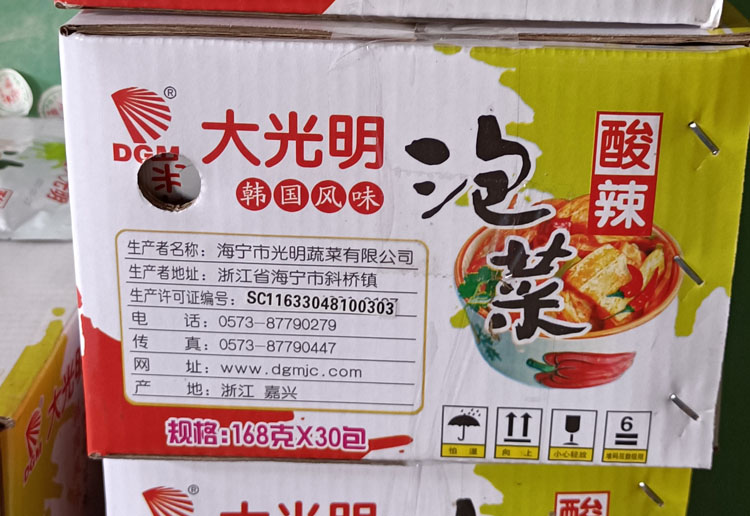 DGM
®
大光明
韩国风味
泡菜
酸辣
生产者名称：海宁市光明蔬菜有限公司
生产者地址：浙江省海宁市斜桥镇
生产许可证编号：SC11633048100303
电　话：0573-87790279
传　真：0573-87790447
网　址：www.dgmjc.com
产　地：浙江 嘉兴
规格:168克X30包
怕湿
向上
小心轻放
6
大光明
DGM
®
酸